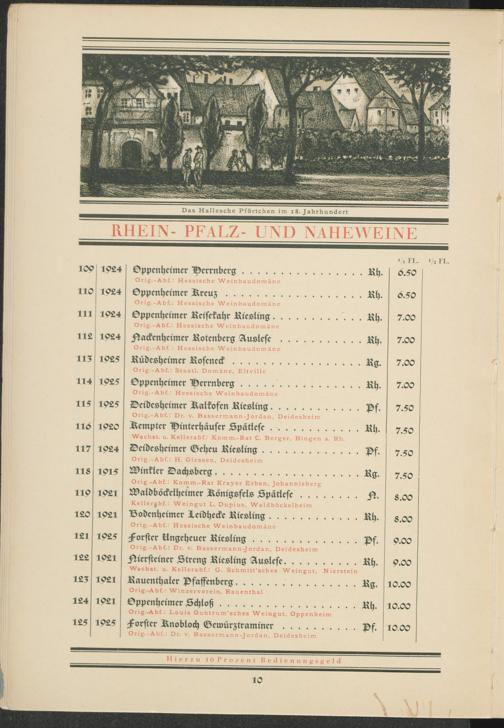 Das Hallesche Pförtchen im 18. Jahrhundert
RHEIN- PFALZ- UND NAHEWEINE
1/1 FL. 1/2 FL.
109 1924 Oppenheimer Herrnberg . . . . . . . . . . . . . . Rh. 6.50
Orig.-Abf.: Hessische Weinbaudomäne
110 1924 Oppenheimer Kreuz . . . . . . . . . . . . . . . . Rh. 6.50
Orig.-Abf.: Hessische Weinbaudomäne
111 1924 Oppenheimer Reisekahr Riesling . . . . . . . . . . Rh. 7.00
Orig.-Abf.: Hessische Weinbaudomäne
112 1924 Nackenheimer Rotenberg Auslese . . . . . . . . . Rh. 7.00
Orig.-Abf.: Hessische Weinbaudomäne
113 1925 Rüdesheimer Roseneck . . . . . . . . . . . . . . . Rg. 7.00
Orig.-Abf.: Staatl. Domäne, Eltville
114 1925 Oppenheimer Herrnberg . . . . . . . . . . . . . . Rh. 7.00
Orig.-Abf.: Hessische Weinbaudomäne
115 1925 Deidesheimer Kalkofen Riesling . . . . . . . . . . Pf. 7.50
Orig.-Abf.: Dr. v. Bassermann-Jordan, Deidesheim
116 1920 Kempter Hinterhäuser Spätlese . . . . . . . . . . Rh. 7.50
Wachst. u. Kellerabf: Komm.-Rat C. Berger, Bingen a. Rh.
117 1924 Deidesheimer Geheu Riesling . . . . . . . . . . . Pf. 7.50
Orig.-Abf.: H. Giessen, Deidesheim
118 1915 Winkler Dachsberg . . . . . . . . . . . . . . . . Rg. 7.50
Orig.-Abf.: Komm.-Rat Krayer Erben, Johannisberg
119 1921 Waldböckelheimer Königsfels Spätlese . . . . . . . N. 8.00
Kellerabf.: Weingut L. Dupius, Waldböckelheim
120 1921 Bodenheimer Leidhecke Riesling . . . . . . . . . . Rh. 8.00
Orig.-Abf.: Hessische Weinbaudomäne
121 1925 Forster Ungeheuer Riesling . . . . . . . . . . . . Pf. 9.00
Orig.-Abf.: Dr. v. Bassermann-Jordan, Deidesheim
122 1921 Niersteiner Streng Riesling Auslese . . . . . . . . Rh. 9.00
Wachst. u. Kellerabf.: G. Schmitt'sches Weingut, Nierstein
123 1921 Rauenthaler Pfaffenberg . . . . . . . . . . . . . . Rg. 10.00
Orig.-Abf: Winzerverein, Rauenthal
124 1921 Oppenheimer Schloß . . . . . . . . . . . . . . . . Rh. 10.00
Orig.-Abf.: Louis Guntrum'sches Weingut, Oppenheim
125 1925 Forster Knobloch Gewürztraminer . . . . . . . . . . Pf. 10.00
Orig.-Abf.: Dr. v. Bassermann-Jordan, Deidesheim
Hierzu 10 Prozent Bedienungsgeld
10